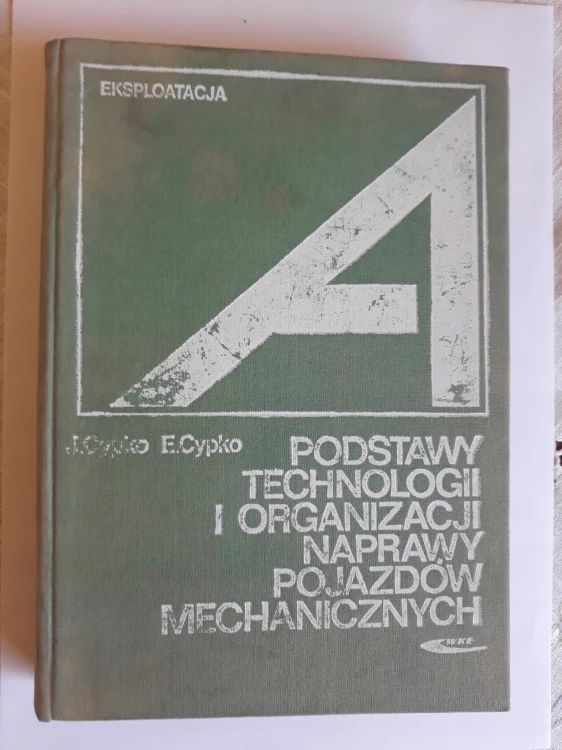 EKSPLOATACJA
A
J.Cypko E.Cypko
PODSTAWY
TECHNOLOGII
I ORGANIZACJI
NAPRAWY
POJAZDÓW
MECHANICZNYCH
WKŁ